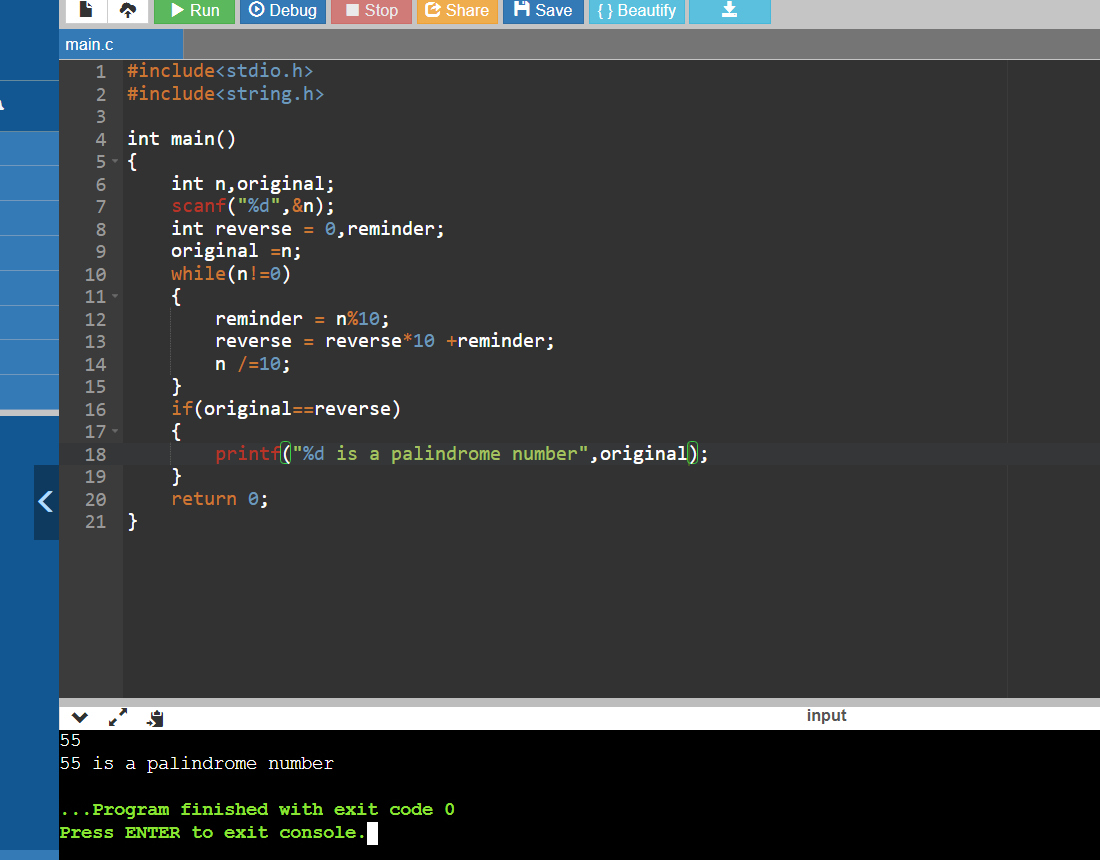 Run Debug Stop Share Save { } Beautify
main.c
1 #include<stdio.h>
2 #include<string.h>
3
4 int main()
5 {
6     int n,original;
7     scanf("%d",&n);
8     int reverse = 0,reminder;
9     original =n;
10     while(n!=0)
11     {
12         reminder = n%10;
13         reverse = reverse*10 +reminder;
14         n /=10;
15     }
16     if(original==reverse)
17     {
18         printf("%d is a palindrome number",original);
19     }
20     return 0;
21 }
input
55
55 is a palindrome number
...Program finished with exit code 0
Press ENTER to exit console.